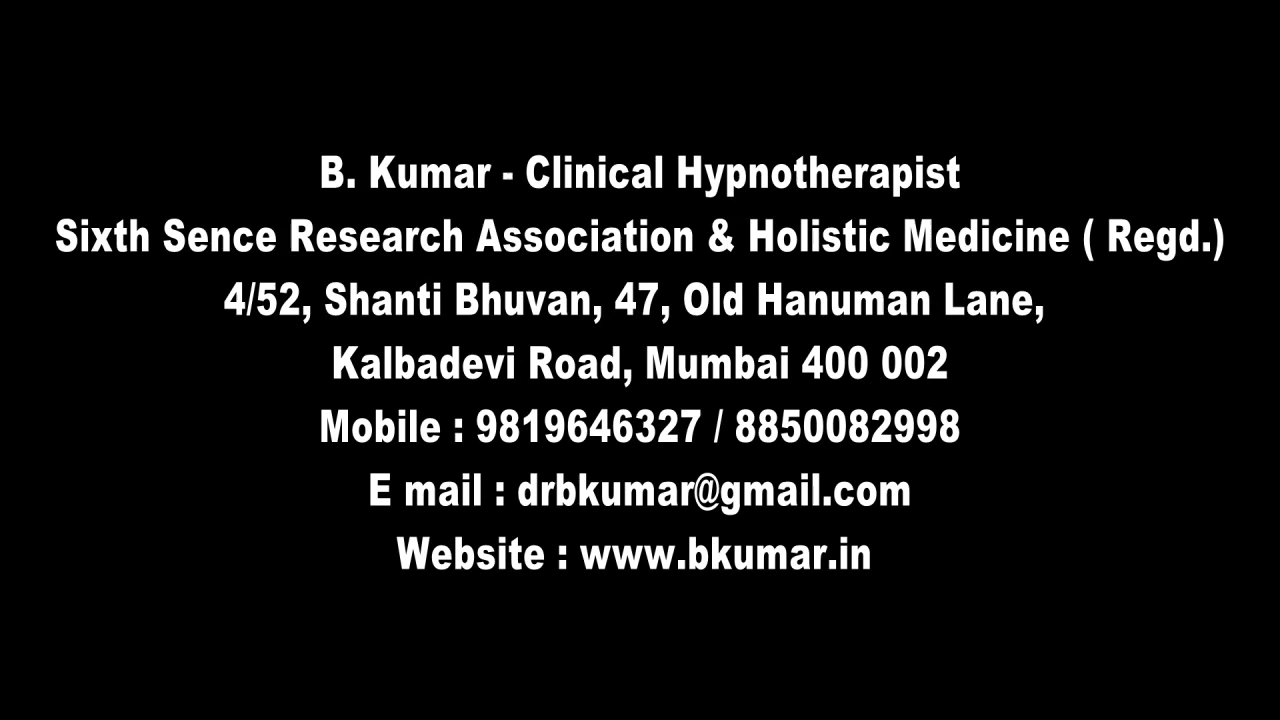 B. Kumar - Clinical Hypnotherapist
Sixth Sence Research Association & Holistic Medicine ( Regd.)
4/52, Shanti Bhuvan, 47, Old Hanuman Lane,
Kalbadevi Road, Mumbai 400 002
Mobile : 9819646327 / 8850082998
E mail : drbkumar@gmail.com
Website : www.bkumar.in